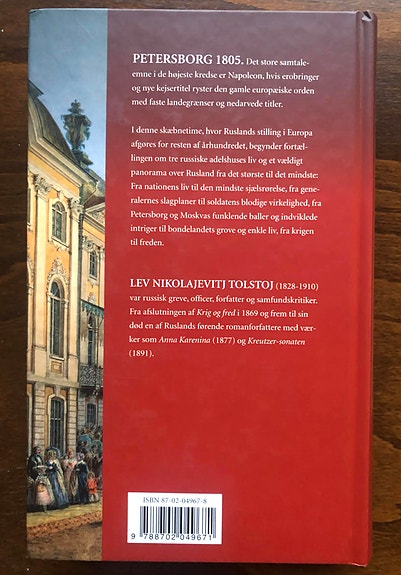 PETERSBORG 1805. Det store samtale-
emne i de højeste kredse er Napoleon, hvis erobringer
og nye kejsertitel ryster den gamle europæiske orden
med faste landegrænser og nedarvede titler.
I denne skæbnetime, hvor Ruslands stilling i Europa
afgøres for resten af århundredet, begynder fortæl-
lingen om tre russiske adelshuses liv og et vældigt
panorama over Rusland fra det største til det mindste:
Fra nationens liv til den mindste sjælsrørelse, fra gene-
ralernes slagplaner til soldatens blodige virkelighed, fra
Petersborg og Moskvas funklende baller og indviklede
intriger til bondelandets grove og enkle liv, fra krigen
til freden.
LEV NIKOLAJEVITJ TOLSTOJ (1828-1910)
var russisk greve, officer, forfatter og samfundskritiker.
Fra afslutningen af Krig og fred i 1869 og frem til sin
død en af Ruslands førende romanforfattere med vær-
ker som Anna Karenina (1877) og Kreutzer-sonaten
(1891).
ISBN 87-02-04967-8
9 788702 049671